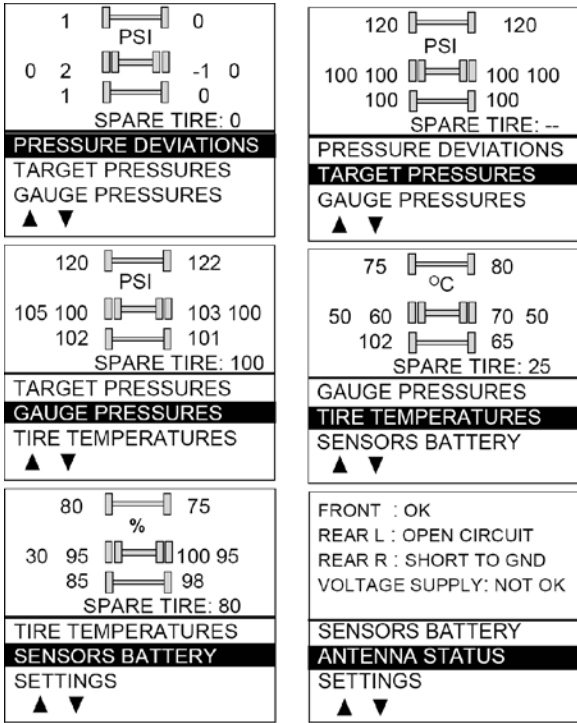 1 0
PSI
0 2 -1 0
1 0
SPARE TIRE: 0
PRESSURE DEVIATIONS
TARGET PRESSURES
GAUGE PRESSURES
▲ ▼
120 120
PSI
100 100 100 100
100 100
SPARE TIRE: --
PRESSURE DEVIATIONS
TARGET PRESSURES
GAUGE PRESSURES
▲ ▼
120 122
PSI
105 100 103 100
102 101
SPARE TIRE: 100
TARGET PRESSURES
GAUGE PRESSURES
TIRE TEMPERATURES
▲ ▼
75 80
°C
50 60 70 50
102 65
SPARE TIRE: 25
GAUGE PRESSURES
TIRE TEMPERATURES
SENSORS BATTERY
▲ ▼
80 75
%
30 95 100 95
85 98
SPARE TIRE: 80
TIRE TEMPERATURES
SENSORS BATTERY
SETTINGS
▲ ▼
FRONT : OK
REAR L : OPEN CIRCUIT
REAR R : SHORT TO GND
VOLTAGE SUPPLY: NOT OK
SENSORS BATTERY
ANTENNA STATUS
SETTINGS
▲ ▼